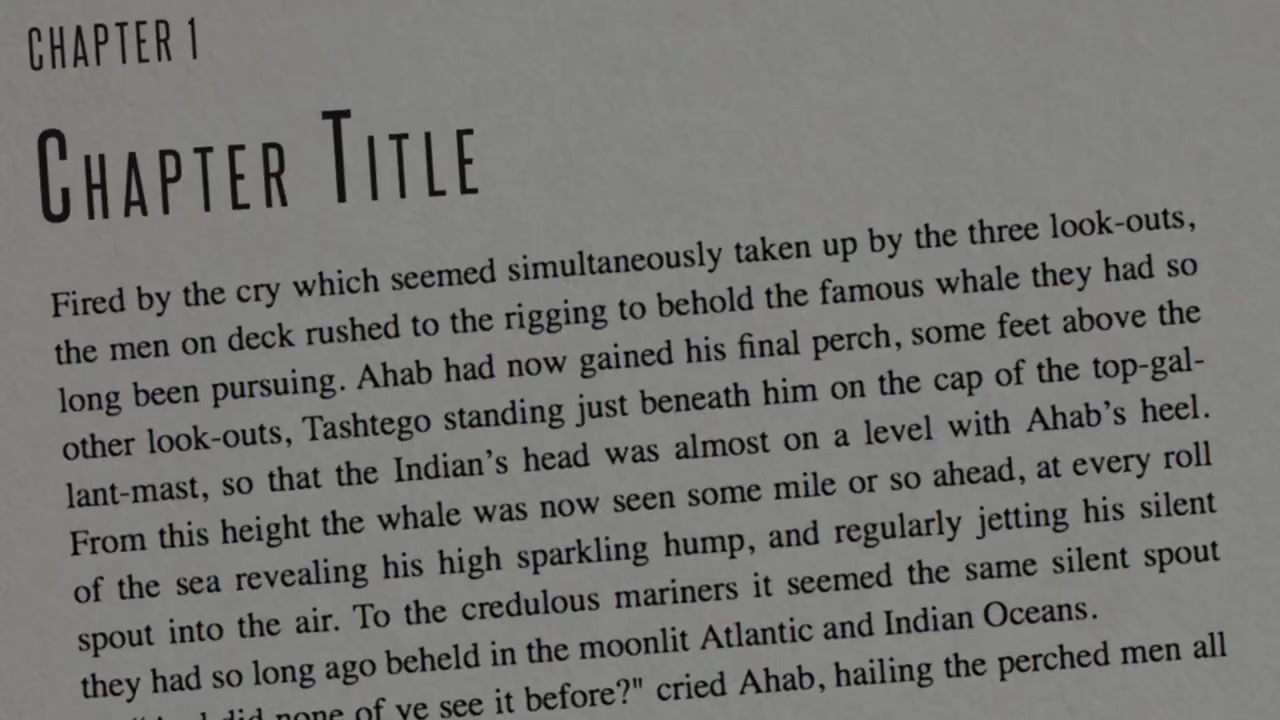 CHAPTER 1
CHAPTER TITLE
Fired by the cry which seemed simultaneously taken up by the three look-outs,
the men on deck rushed to the rigging to behold the famous whale they had so
long been pursuing. Ahab had now gained his final perch, some feet above the
other look-outs, Tashtego standing just beneath him on the cap of the top-gal-
lant-mast, so that the Indian’s head was almost on a level with Ahab’s heel.
From this height the whale was now seen some mile or so ahead, at every roll
of the sea revealing his high sparkling hump, and regularly jetting his silent
spout into the air. To the credulous mariners it seemed the same silent spout
they had so long ago beheld in the moonlit Atlantic and Indian Oceans.
did none of ye see it before?" cried Ahab, hailing the perched men all